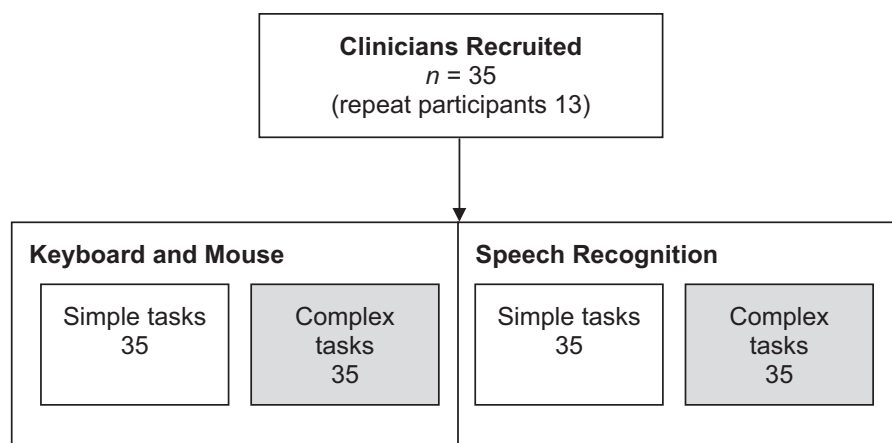 Clinicians Recruited
n = 35
(repeat participants 13)
Keyboard and Mouse
Simple tasks
35
Complex
tasks
35
Speech Recognition
Simple tasks
35
Complex
tasks
35